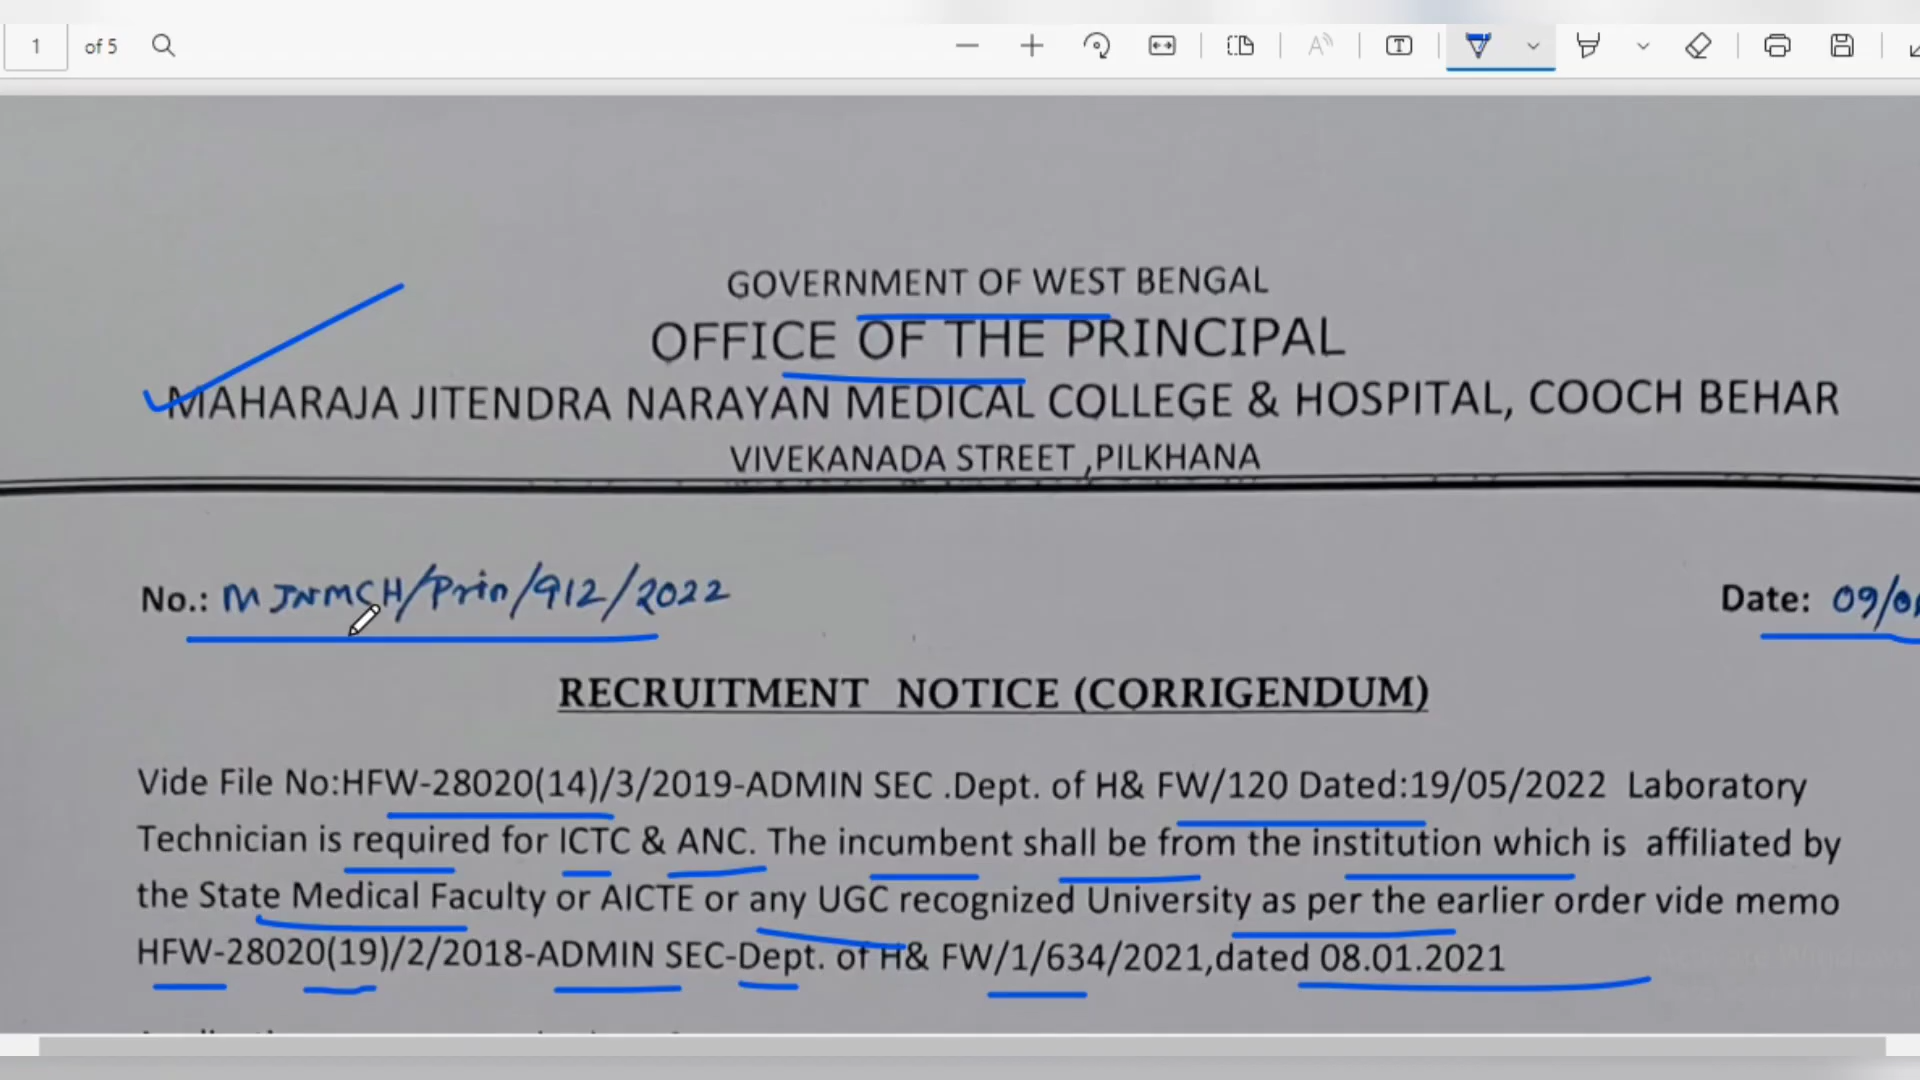 1 of 5
GOVERNMENT OF WEST BENGAL
OFFICE OF THE PRINCIPAL
MAHARAJA JITENDRA NARAYAN MEDICAL COLLEGE & HOSPITAL, COOCH BEHAR
VIVEKANADA STREET ,PILKHANA
No.: MJNMCH/Prin/912/2022 Date: 09/
RECRUITMENT NOTICE (CORRIGENDUM)
Vide File No:HFW-28020(14)/3/2019-ADMIN SEC .Dept. of H& FW/120 Dated:19/05/2022 Laboratory
Technician is required for ICTC & ANC. The incumbent shall be from the institution which is affiliated by
the State Medical Faculty or AICTE or any UGC recognized University as per the earlier order vide memo
HFW-28020(19)/2/2018-ADMIN SEC-Dept. of H& FW/1/634/2021,dated 08.01.2021